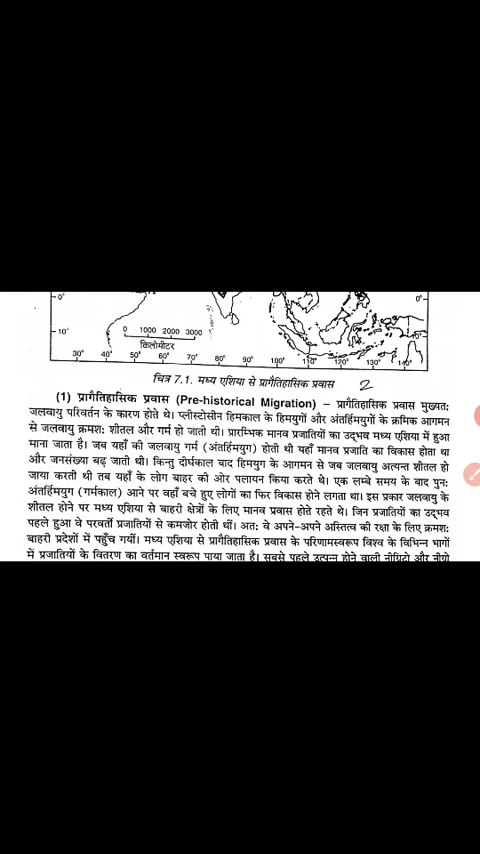 0°
0°
10°
10°
0 1000 2000 3000
किलोमीटर
30° 40° 50° 60° 70° 80° 90° 100° 110° 120° 130° 140°
चित्र 7.1. मध्य एशिया से प्रागैतिहासिक प्रवास 2
(1) प्रागैतिहासिक प्रवास (Pre-historical Migration) – प्रागैतिहासिक प्रवास मुख्यतः
जलवायु परिवर्तन के कारण होते थे। प्लीस्टोसीन हिमकाल के हिमयुगों और अंतर्हिमयुगों के क्रमिक आगमन
से जलवायु क्रमशः शीतल और गर्म हो जाती थी। प्रारम्भिक मानव प्रजातियों का उद्‌भव मध्य एशिया में हुआ
माना जाता है। जब यहाँ की जलवायु गर्म (अंतर्हिमयुग) होती थी यहाँ मानव प्रजाति का विकास होता था
और जनसंख्या बढ़ जाती थी। किन्तु दीर्घकाल बाद हिमयुग के आगमन से जब जलवायु अत्यन्त शीतल हो
जाया करती थी तब यहाँ के लोग बाहर की ओर पलायन किया करते थे। एक लम्बे समय के बाद पुनः
अंतर्हिमयुग (गर्मकाल) आने पर वहाँ बचे हुए लोगों का फिर विकास होने लगता था। इस प्रकार जलवायु के
शीतल होने पर मध्य एशिया से बाहरी क्षेत्रों के लिए मानव प्रवास होते रहते थे। जिन प्रजातियों का उद्‌भव
पहले हुआ वे परवर्ती प्रजातियों से कमजोर होती थीं। अतः वे अपने-अपने अस्तित्व की रक्षा के लिए क्रमशः
बाहरी प्रदेशों में पहुँच गयीं। मध्य एशिया से प्रागैतिहासिक प्रवास के परिणामस्वरूप विश्व के विभिन्न भागों
में प्रजातियों के वितरण का वर्तमान स्वरूप पाया जाता है। सबसे पहले उत्पन्न होने वाली नीग्रिटो और नीग्रो